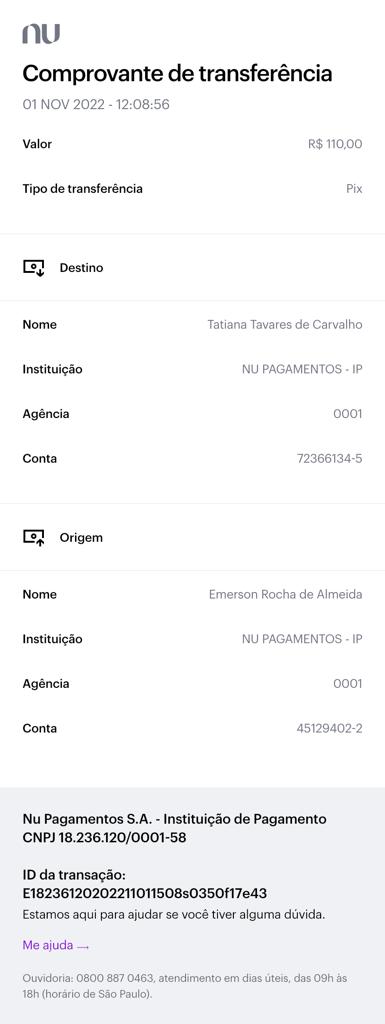 nu
Comprovante de transferência
01 NOV 2022 - 12:08:56
Valor R$ 110,00
Tipo de transferência Pix
Destino
Nome Tatiana Tavares de Carvalho
Instituição NU PAGAMENTOS - IP
Agência 0001
Conta 72366134-5
Origem
Nome Emerson Rocha de Almeida
Instituição NU PAGAMENTOS - IP
Agência 0001
Conta 45129402-2
Nu Pagamentos S.A. - Instituição de Pagamento
CNPJ 18.236.120/0001-58
ID da transação:
E18236120202211011508s0350f17e43
Estamos aqui para ajudar se você tiver alguma dúvida.
Me ajuda →
Ouvidoria: 0800 887 0463, atendimento em dias úteis, das 09h às
18h (horário de São Paulo).